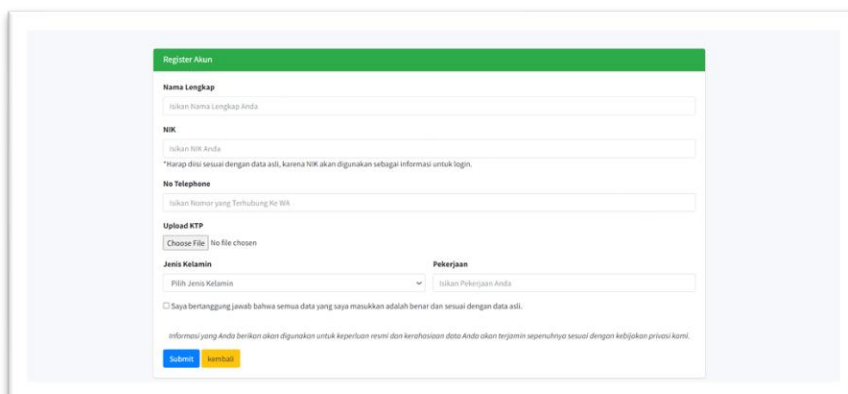 Register Akun
Nama Lengkap
Isikan Nama Lengkap Anda
NIK
Isikan NIK Anda
*Harap diisi sesuai dengan data asli, karena NIK akan digunakan sebagai informasi untuk login.
No Telephone
Isikan Nomor yang Terhubung Ke WA
Upload KTP
Choose File No file chosen
Jenis Kelamin Pekerjaan
Pilih Jenis Kelamin Isikan Pekerjaan Anda
Saya bertanggung jawab bahwa semua data yang saya masukkan adalah benar dan sesuai dengan data asli.
Informasi yang Anda berikan akan digunakan untuk keperluan resmi dan kerahasiaan data Anda akan terjamin sepenuhnya sesuai dengan kebijakan privasi kami.
Submit kembali